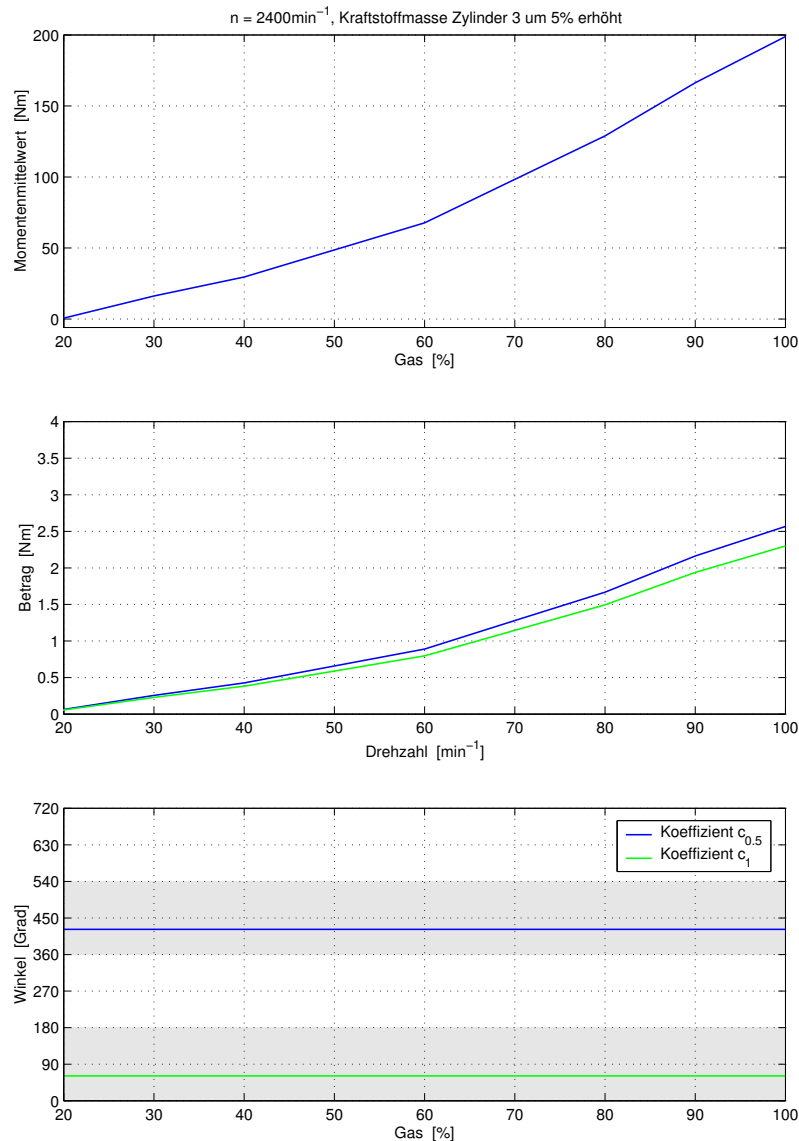 n = 2400min⁻¹, Kraftstoffmasse Zylinder 3 um 5% erhöht
200
150
100
50
0
Momentenmittelwert [Nm]
20 30 40 50 60 70 80 90 100
Gas [%]
4
3.5
3
2.5
2
1.5
1
0.5
0
Betrag [Nm]
20 30 40 50 60 70 80 90 100
Drehzahl [min⁻¹]
720
630
540
450
360
270
180
90
0
Winkel [Grad]
Koeffizient c₀.₅
Koeffizient c₁
20 30 40 50 60 70 80 90 100
Gas [%]